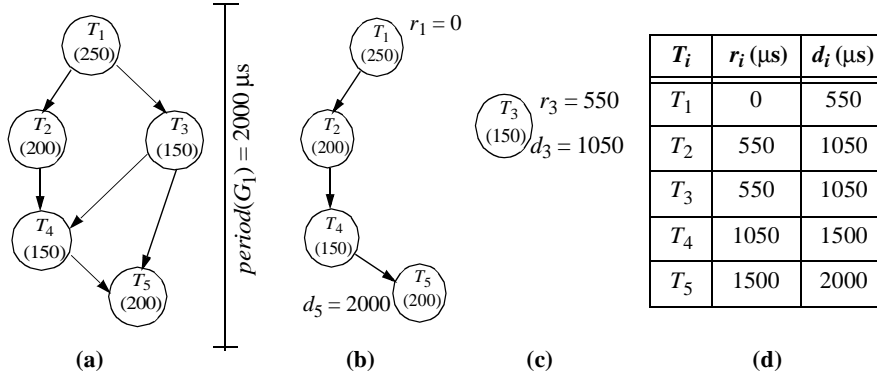 T1
(250)
T2
(200)
T3
(150)
T4
(150)
T5
(200)
period(G1) = 2000 μs
(a)
T1
(250)
r1 = 0
T2
(200)
T4
(150)
T5
(200)
d5 = 2000
(b)
T3
(150)
r3 = 550
d3 = 1050
(c)
Ti ri (μs) di (μs)
T1 0 550
T2 550 1050
T3 550 1050
T4 1050 1500
T5 1500 2000
(d)